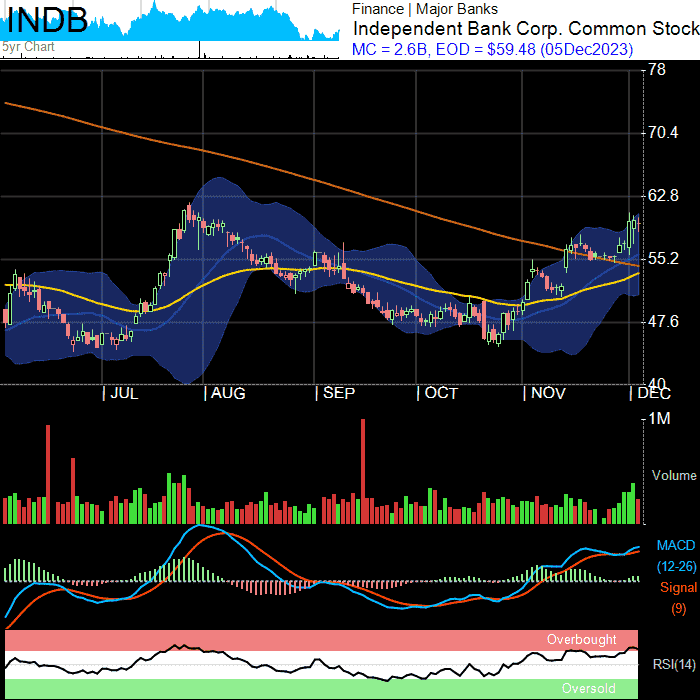 INDB
5yr Chart
Finance | Major Banks
Independent Bank Corp. Common Stock
MC = 2.6B, EOD = $59.48 (05Dec2023)
78
70.4
62.8
55.2
47.6
40
JUL AUG SEP OCT NOV DEC
1M
Volume
MACD
(12-26)
Signal
(9)
Overbought
RSI(14)
Oversold